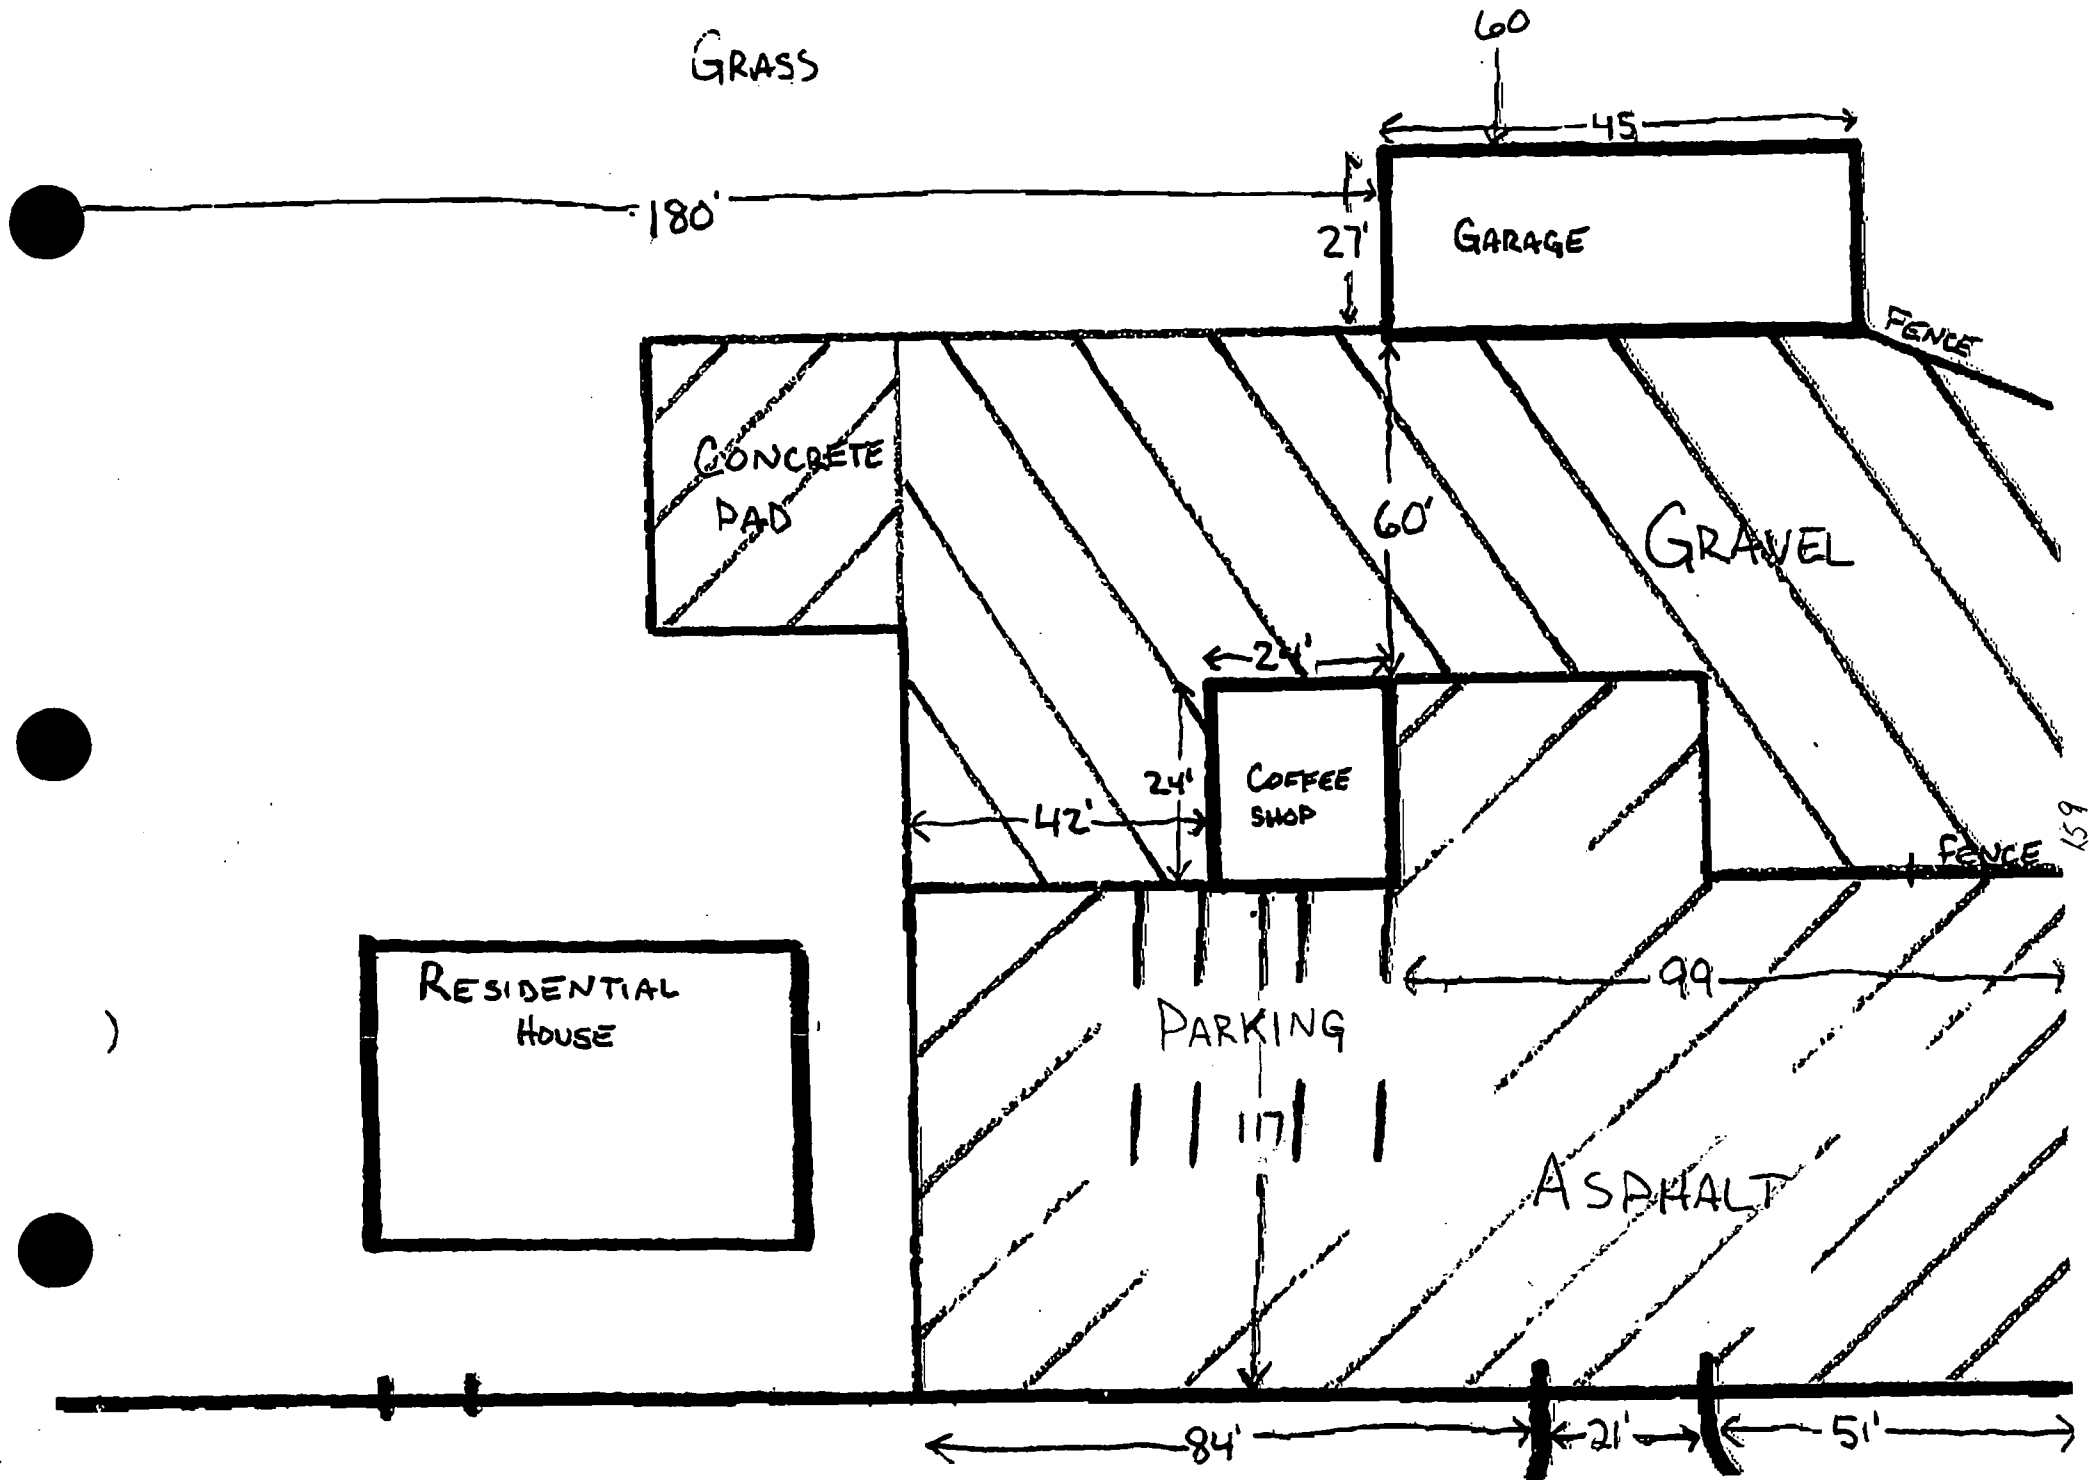 GRASS
60
45
180'
27'
GARAGE
FENCE
CONCRETE
PAD
60'
GRAVEL
24'
24'
COFFEE
SHOP
42'
159
FENCE
RESIDENTIAL
HOUSE
99
PARKING
117
ASPHALT
84'
21'
51'